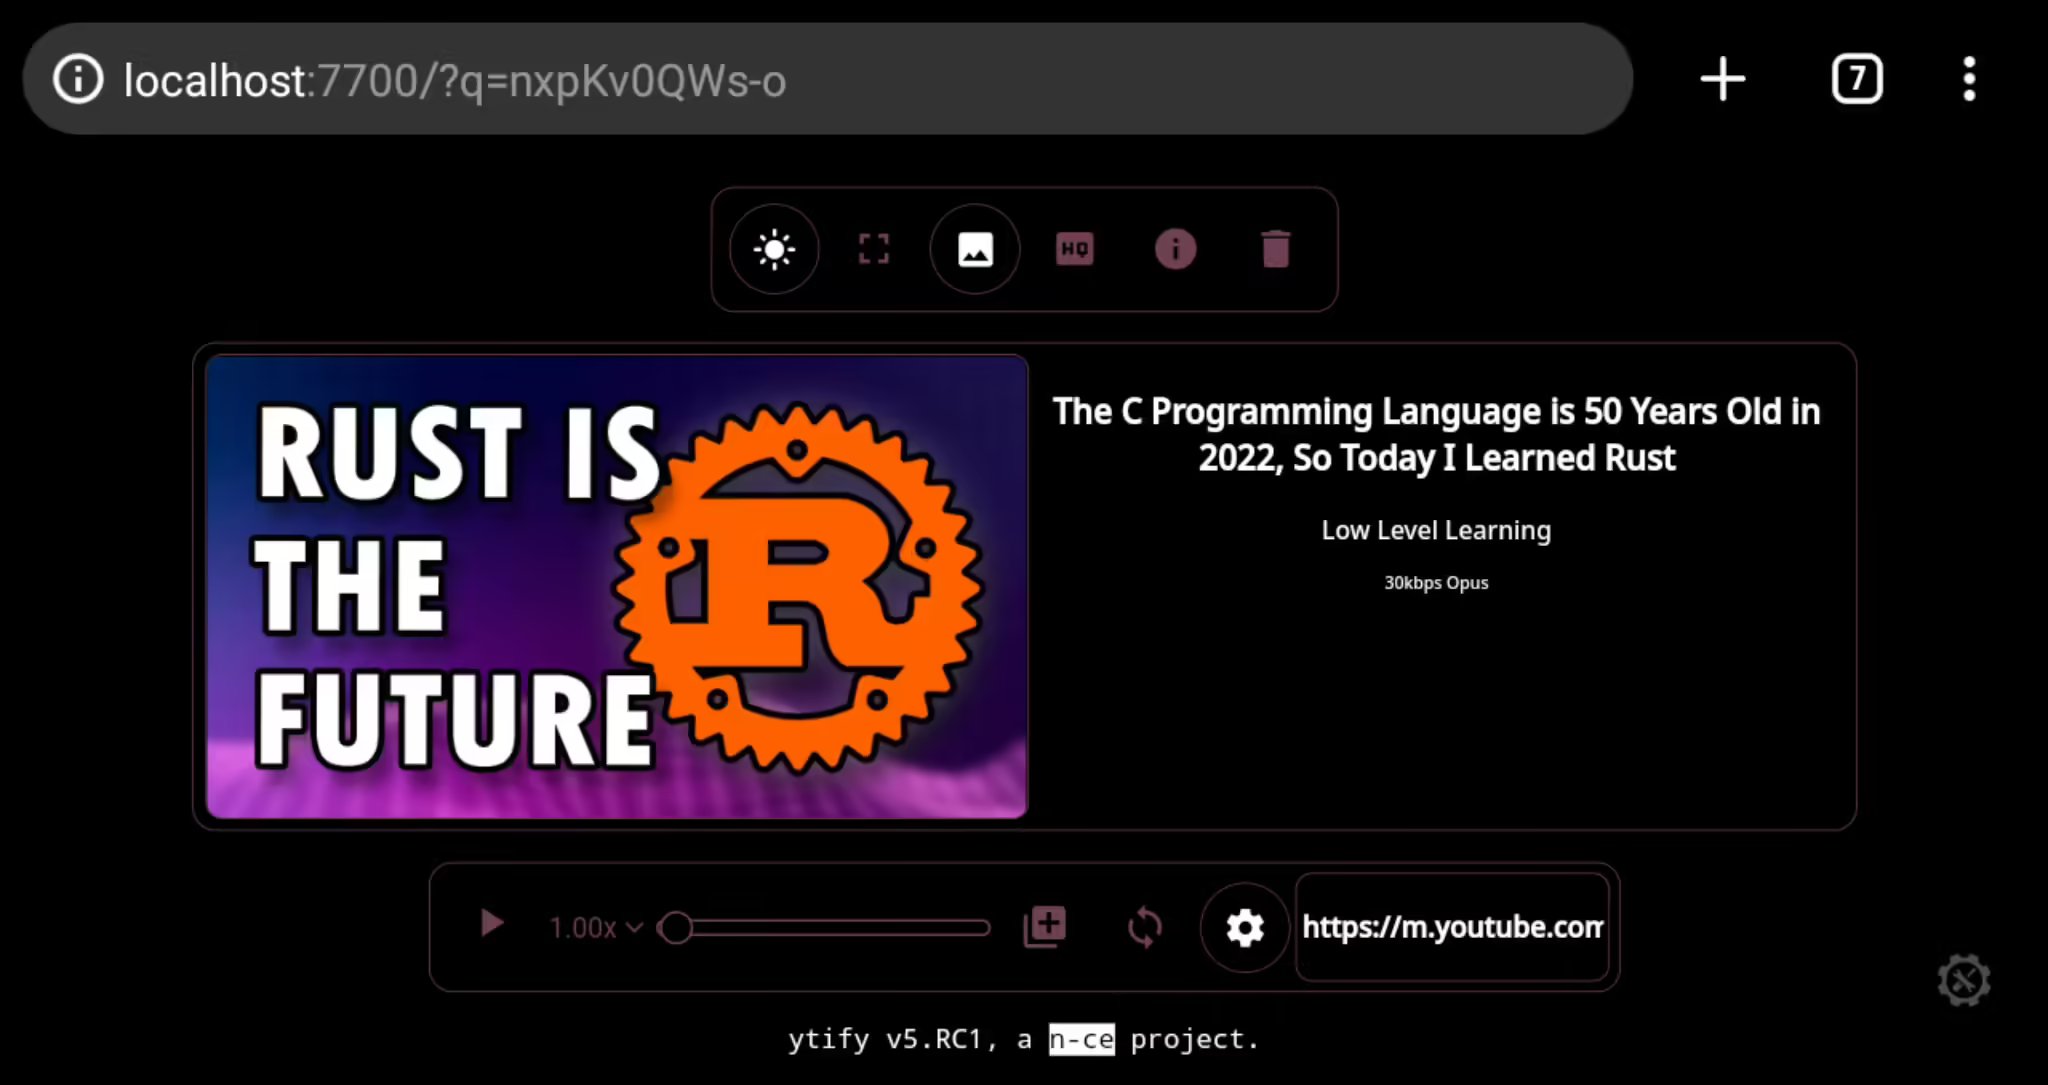 localhost:7700/?q=nxpKv0QWs-o
7
HQ
RUST IS
THE
FUTURE
R
The C Programming Language is 50 Years Old in
2022, So Today I Learned Rust
Low Level Learning
30kbps Opus
1.00x
https://m.youtube.com
ytify v5.RC1, a n-ce project.